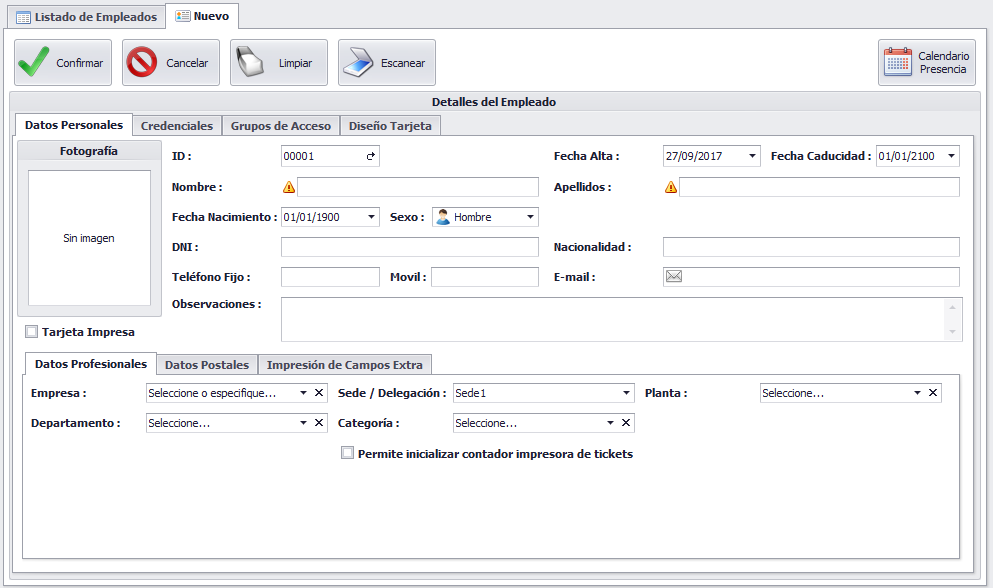 Listado de Empleados Nuevo
Confirmar Cancelar Limpiar Escanear Calendario
Presencia
Detalles del Empleado
Datos Personales Credenciales Grupos de Acceso Diseño Tarjeta
Fotografía
Sin imagen
Tarjeta Impresa
ID : 00001 Fecha Alta : 27/09/2017 Fecha Caducidad : 01/01/2100
Nombre : Apellidos :
Fecha Nacimiento : 01/01/1900 Sexo : Hombre
DNI : Nacionalidad :
Teléfono Fijo : Movil : E-mail :
Observaciones :
Datos Profesionales Datos Postales Impresión de Campos Extra
Empresa : Seleccione o especifique... Sede / Delegación : Sede1 Planta : Seleccione...
Departamento : Seleccione... Categoría : Seleccione...
Permite inicializar contador impresora de tickets